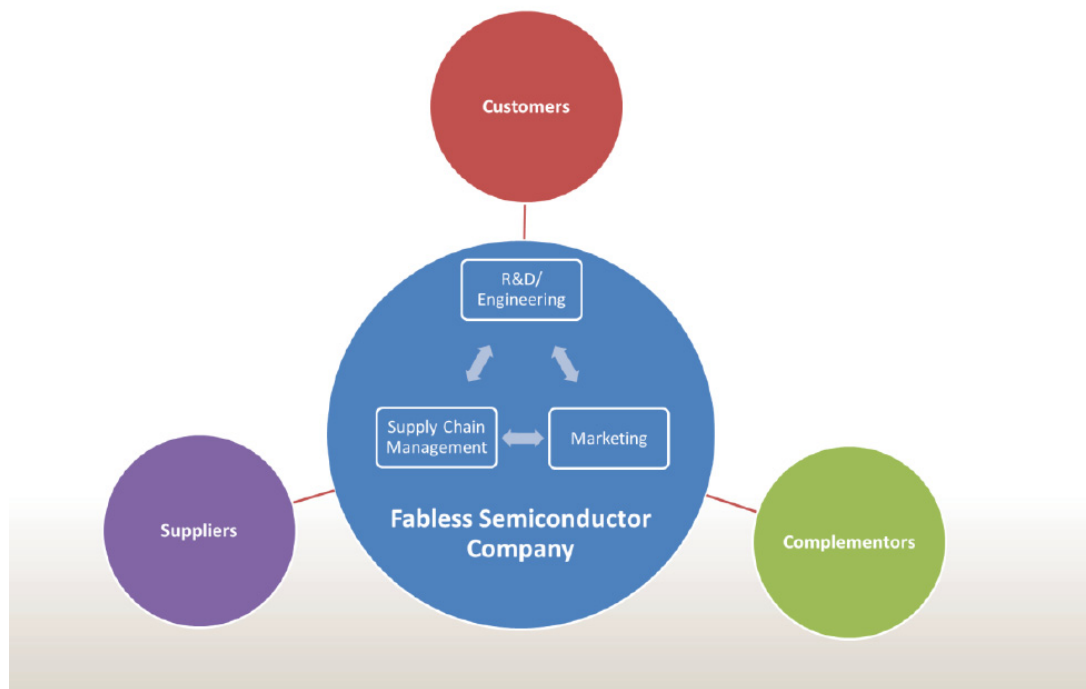 Customers
R&D/
Engineering
Supply Chain
Management
Marketing
Fabless Semiconductor
Company
Suppliers
Complementors